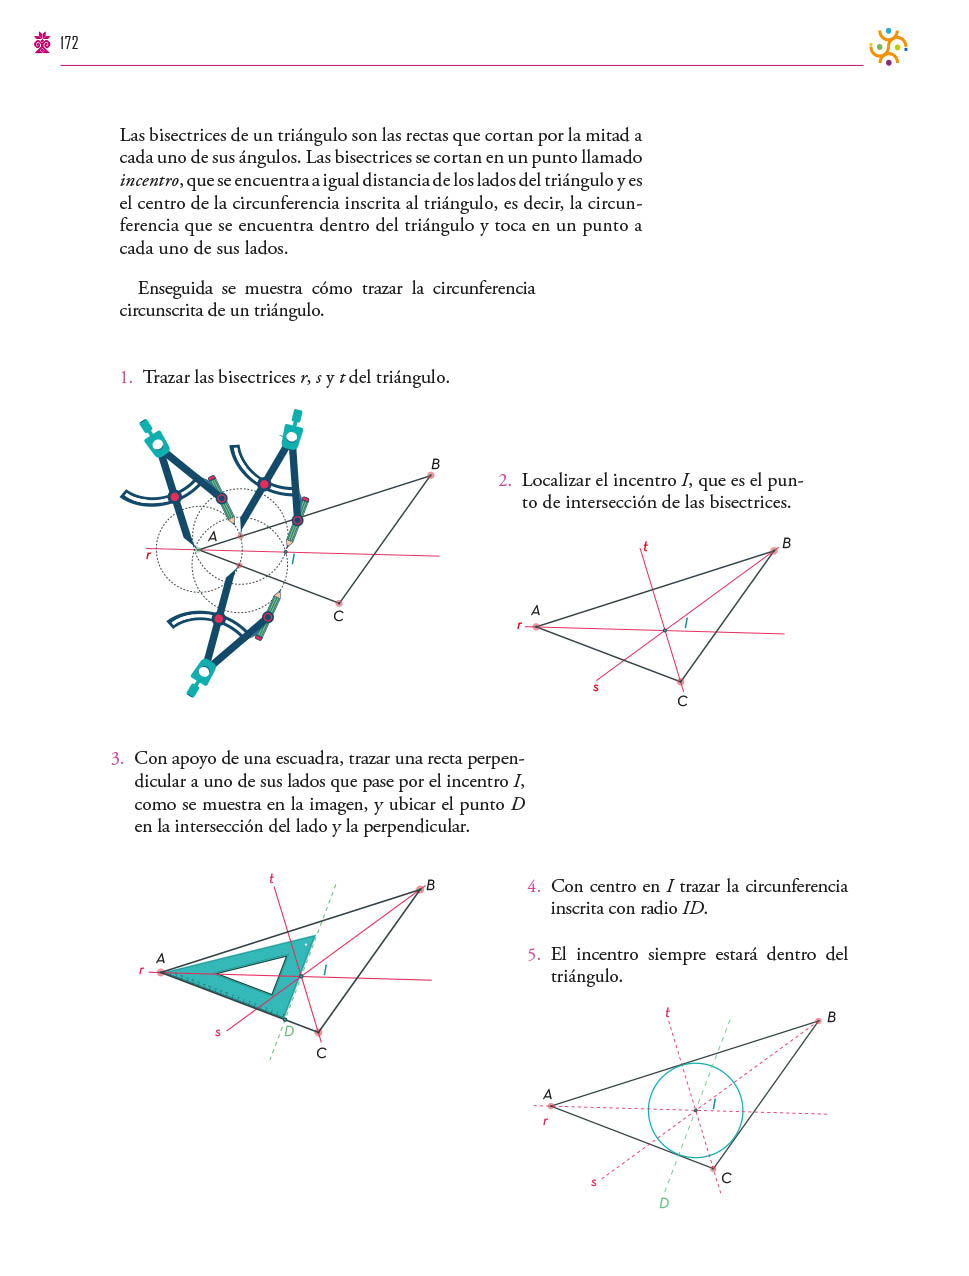 172
Las bisectrices de un triángulo son las rectas que cortan por la mitad a
cada uno de sus ángulos. Las bisectrices se cortan en un punto llamado
incentro, que se encuentra a igual distancia de los lados del triángulo y es
el centro de la circunferencia inscrita al triángulo, es decir, la circun-
ferencia que se encuentra dentro del triángulo y toca en un punto a
cada uno de sus lados.
Enseguida se muestra cómo trazar la circunferencia
circunscrita de un triángulo.
1. Trazar las bisectrices r, s y t del triángulo.
B
A
r
I
C
2. Localizar el incentro I, que es el pun-
to de intersección de las bisectrices.
t
B
A
r
I
s
C
3. Con apoyo de una escuadra, trazar una recta perpen-
dicular a uno de sus lados que pase por el incentro I,
como se muestra en la imagen, y ubicar el punto D
en la intersección del lado y la perpendicular.
t
B
A
r
I
s
D
C
4. Con centro en I trazar la circunferencia
inscrita con radio ID.
5. El incentro siempre estará dentro del
triángulo.
t
B
A
I
r
s
C
D